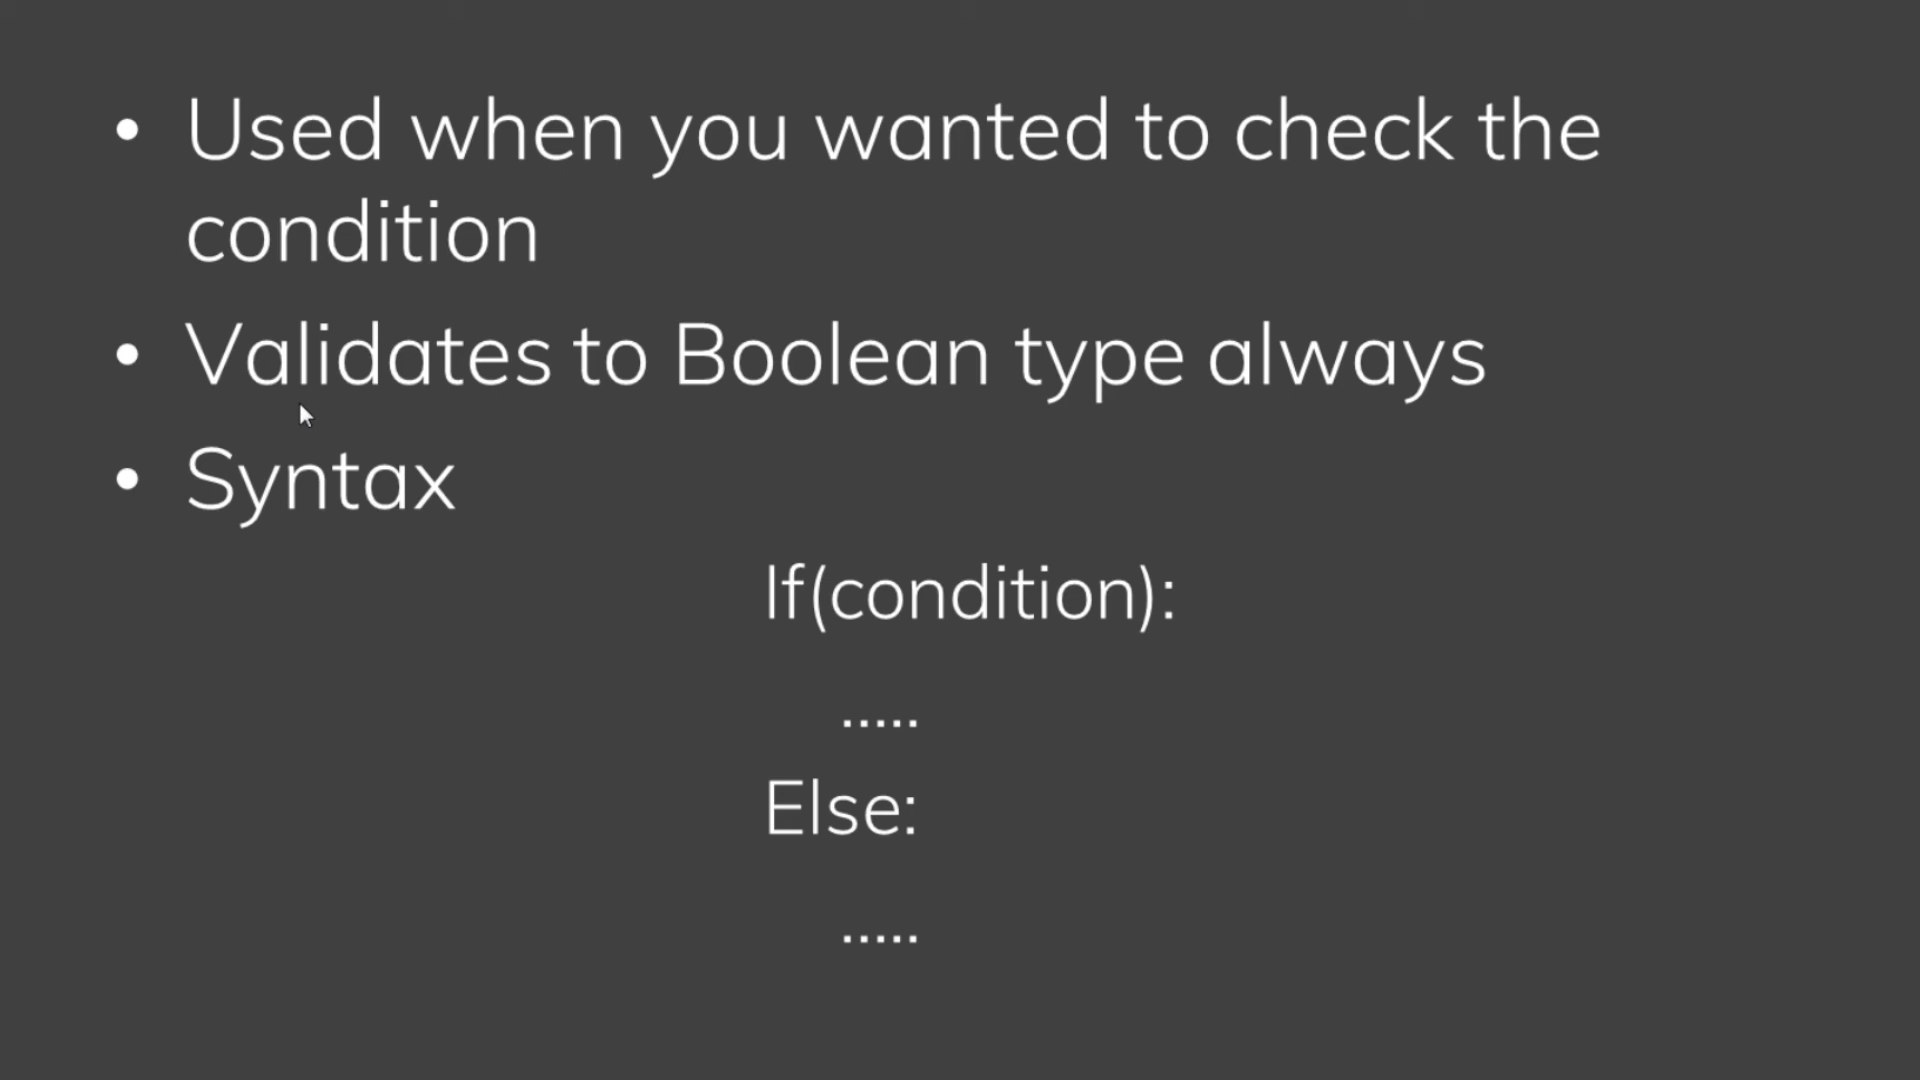 • Used when you wanted to check the
condition
• Validates to Boolean type always
• Syntax
If(condition):
.....
Else:
.....